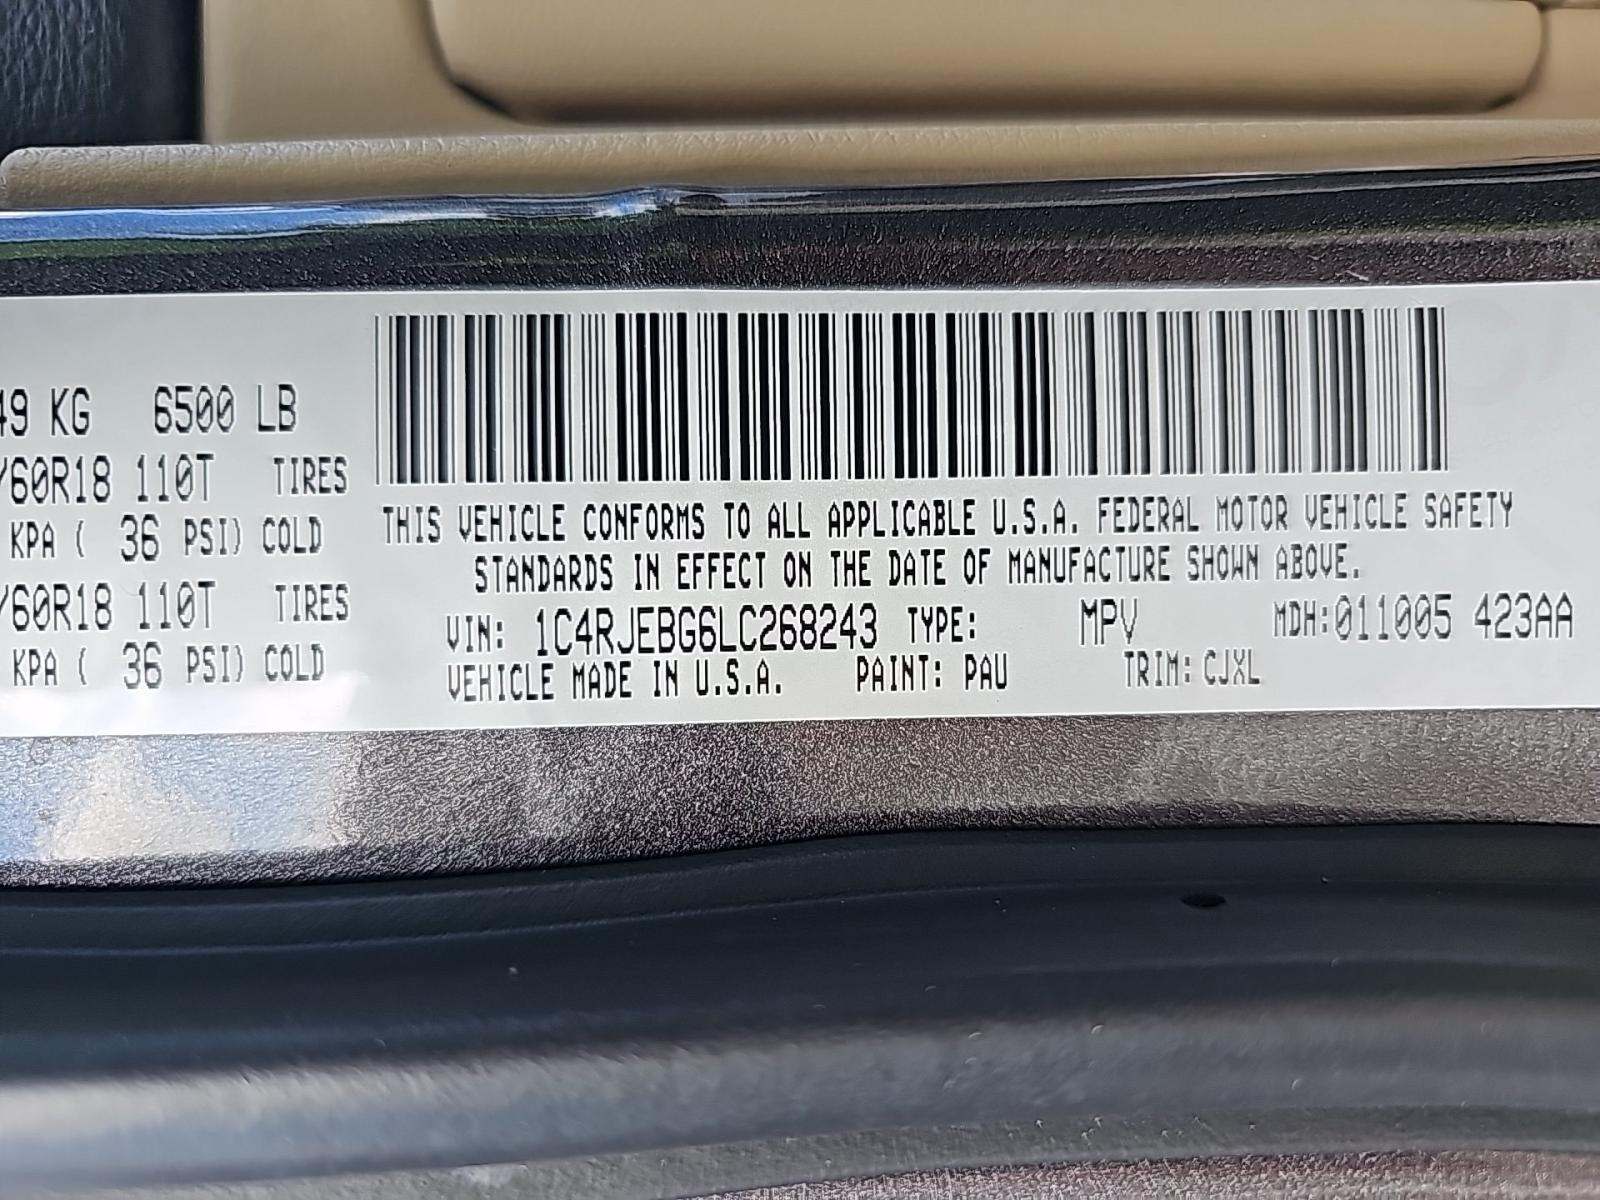 49 KG 6500 LB
/60R18 110T TIRES
KPA ( 36 PSI) COLD
/60R18 110T TIRES
KPA ( 36 PSI) COLD
THIS VEHICLE CONFORMS TO ALL APPLICABLE U.S.A. FEDERAL MOTOR VEHICLE SAFETY
STANDARDS IN EFFECT ON THE DATE OF MANUFACTURE SHOWN ABOVE.
VIN: 1C4RJEBG6LC268243 TYPE: MPV MDH:011005 423AA
VEHICLE MADE IN U.S.A. PAINT: PAU TRIM: CJXL